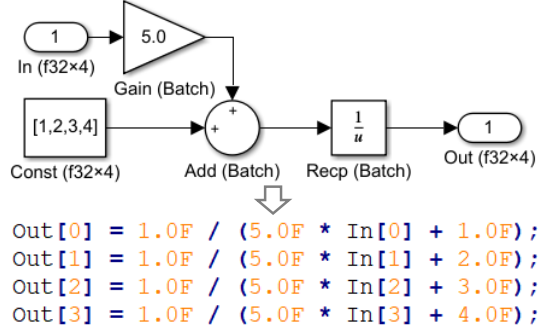 1
5.0
In (f32×4)
Gain (Batch)
[1,2,3,4]
+
+
1
u
1
Const (f32×4)
Add (Batch)
Recp (Batch)
Out (f32×4)
Out[0] = 1.0F / (5.0F * In[0] + 1.0F);
Out[1] = 1.0F / (5.0F * In[1] + 2.0F);
Out[2] = 1.0F / (5.0F * In[2] + 3.0F);
Out[3] = 1.0F / (5.0F * In[3] + 4.0F);